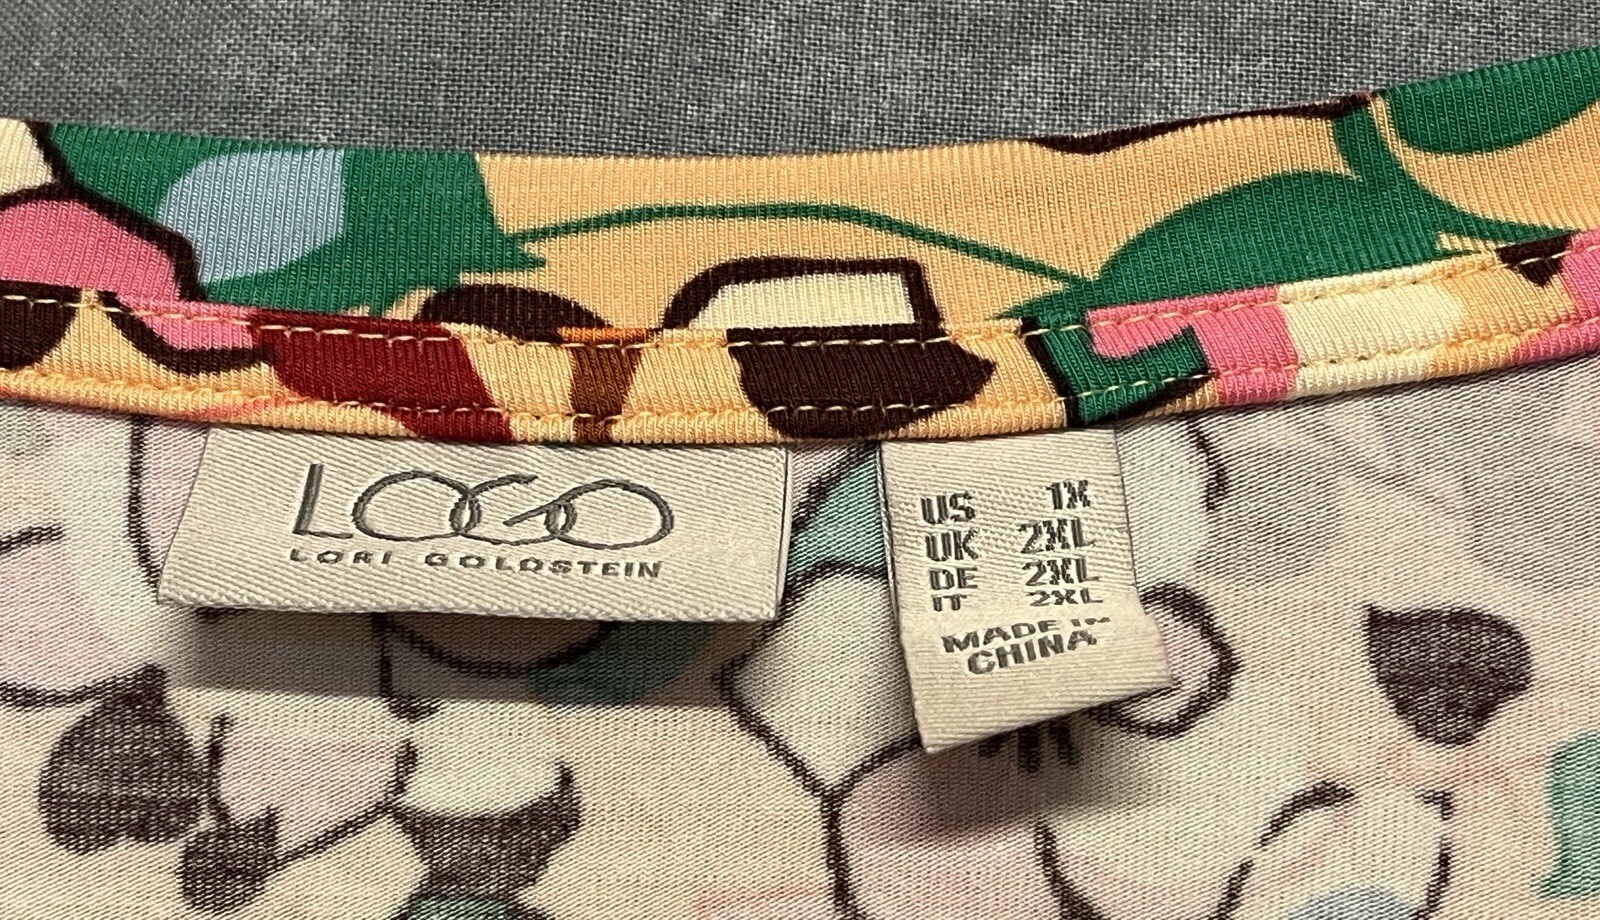 LOGO
LORI GOLDSTEIN
US 1X
UK 2XL
DE 2XL
IT 2XL
MADE IN
CHINA